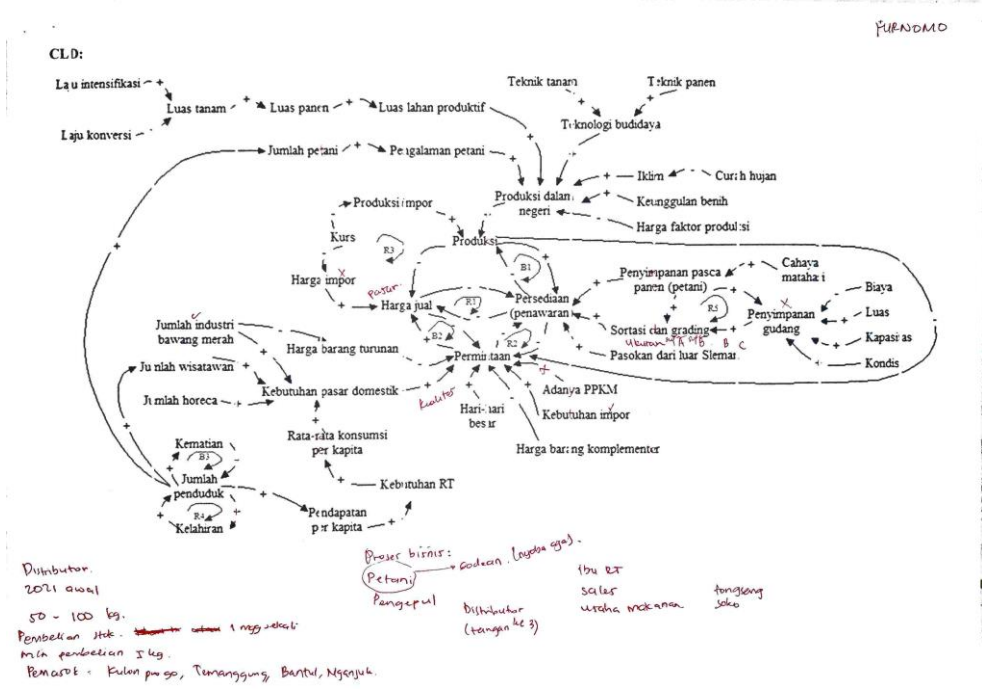 PURNOMO
CLD:
Laju intensifikasi
Teknik tanam
Teknik panen
Luas tanam
Luas panen
Luas lahan produktif
Teknologi budidaya
Laju konversi
Jumlah petani
Pengalaman petani
Iklim
Curah hujan
Produksi dalam
negeri
Keunggulan benih
Harga faktor produksi
Produksi impor
Kurs
Produksi
R3
B1
Harga impor
Penyimpanan pasca
panen (petani)
Cahaya
matahari
Biaya
pasar
Harga jual
R1
Persediaan
(penawaran)
R5
Penyimpanan
gudang
Luas
Jumlah industri
bawang merah
B2
R2
Sortasi dan grading
Kapasitas
Ukuran
A
B
C
Harga barang turunan
Permintaan
Pasokan dari luar Sleman
Kondisi
Jumlah wisatawan
Kebutuhan pasar domestik
Adanya PPKM
Jumlah horeca
kualitas
Hari-hari
besar
Kebutuhan impor
Rata-rata konsumsi
per kapita
Harga barang komplementer
Kematian
B3
Jumlah
penduduk
Kebutuhan RT
R4
Kelahiran
Pendapatan
per kapita
Proses bisnis:
Distributor.
Petani
godean. (nyoba aja).
ibu RT
2021 awal
Pengepul
sales
tongseng
50 - 100 kg.
Distributor
usaha makanan
soto
(tangan ke 3)
Pembelian stok.
1 mgg sekali
min pembelian 5 kg.
Pemasok : Kulon progo, Temanggung, Bantul, Nganjuk.